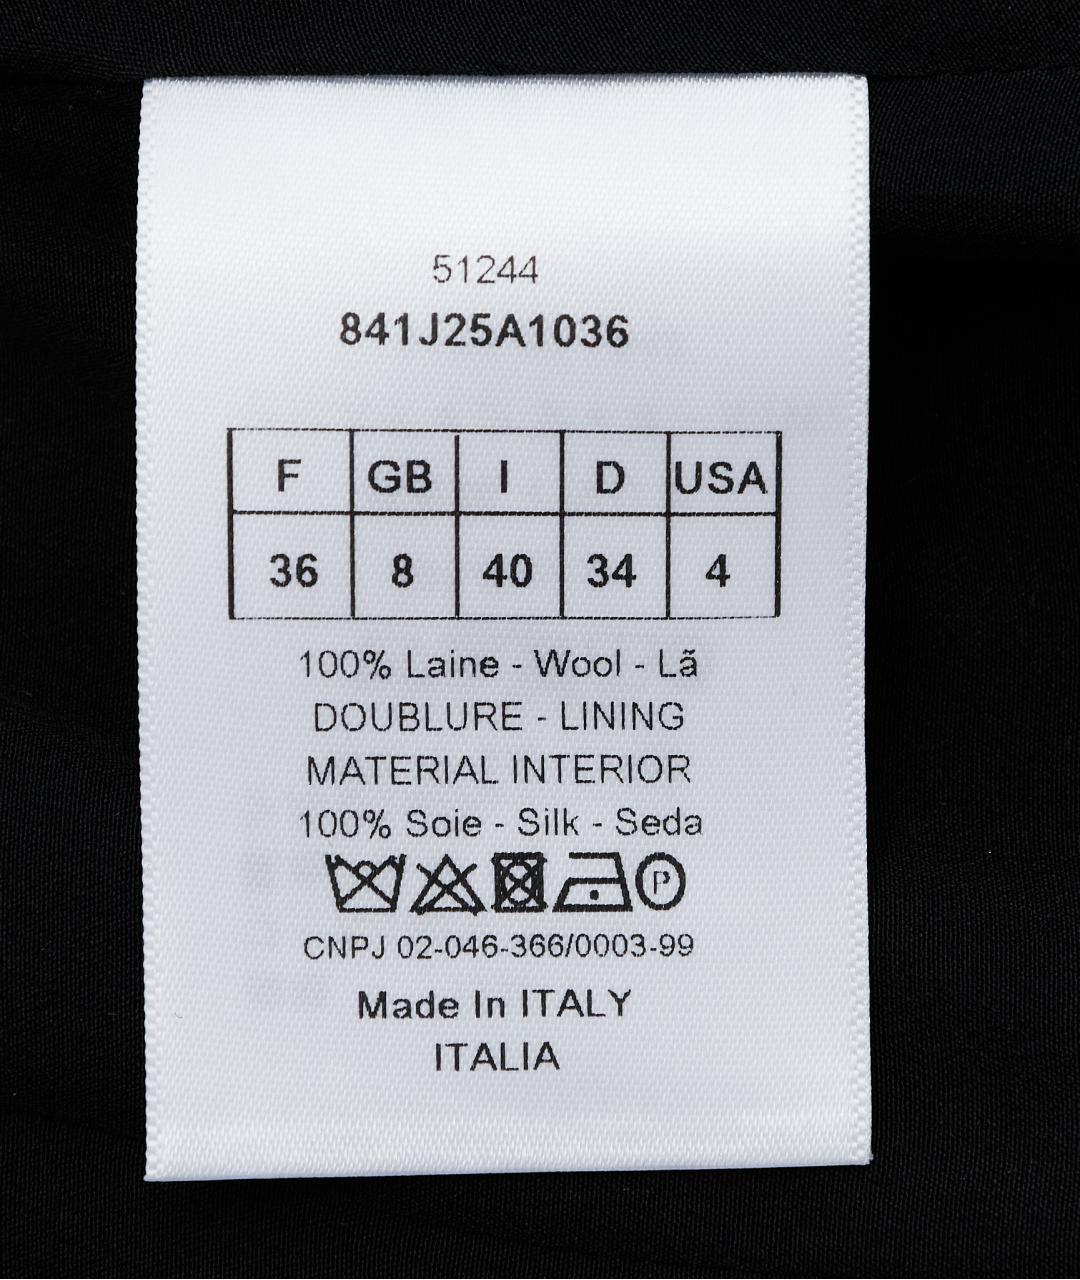 51244
841J25A1036
F GB I D USA
36 8 40 34 4
100% Laine - Wool - Lã
DOUBLURE - LINING
MATERIAL INTERIOR
100% Soie - Silk - Seda
P
CNPJ 02-046-366/0003-99
Made In ITALY
ITALIA